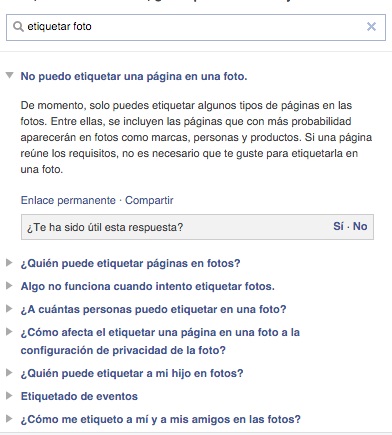 etiquetar foto
No puedo etiquetar una página en una foto.
De momento, solo puedes etiquetar algunos tipos de páginas en las
fotos. Entre ellas, se incluyen las páginas que con más probabilidad
aparecerán en fotos como marcas, personas y productos. Si una página
reúne los requisitos, no es necesario que te guste para etiquetarla en
una foto.
Enlace permanente · Compartir
¿Te ha sido útil esta respuesta? Sí · No
¿Quién puede etiquetar páginas en fotos?
Algo no funciona cuando intento etiquetar fotos.
¿A cuántas personas puedo etiquetar en una foto?
¿Cómo afecta el etiquetar una página en una foto a la
configuración de privacidad de la foto?
¿Quién puede etiquetar a mi hijo en fotos?
Etiquetado de eventos
¿Cómo me etiqueto a mí y a mis amigos en las fotos?